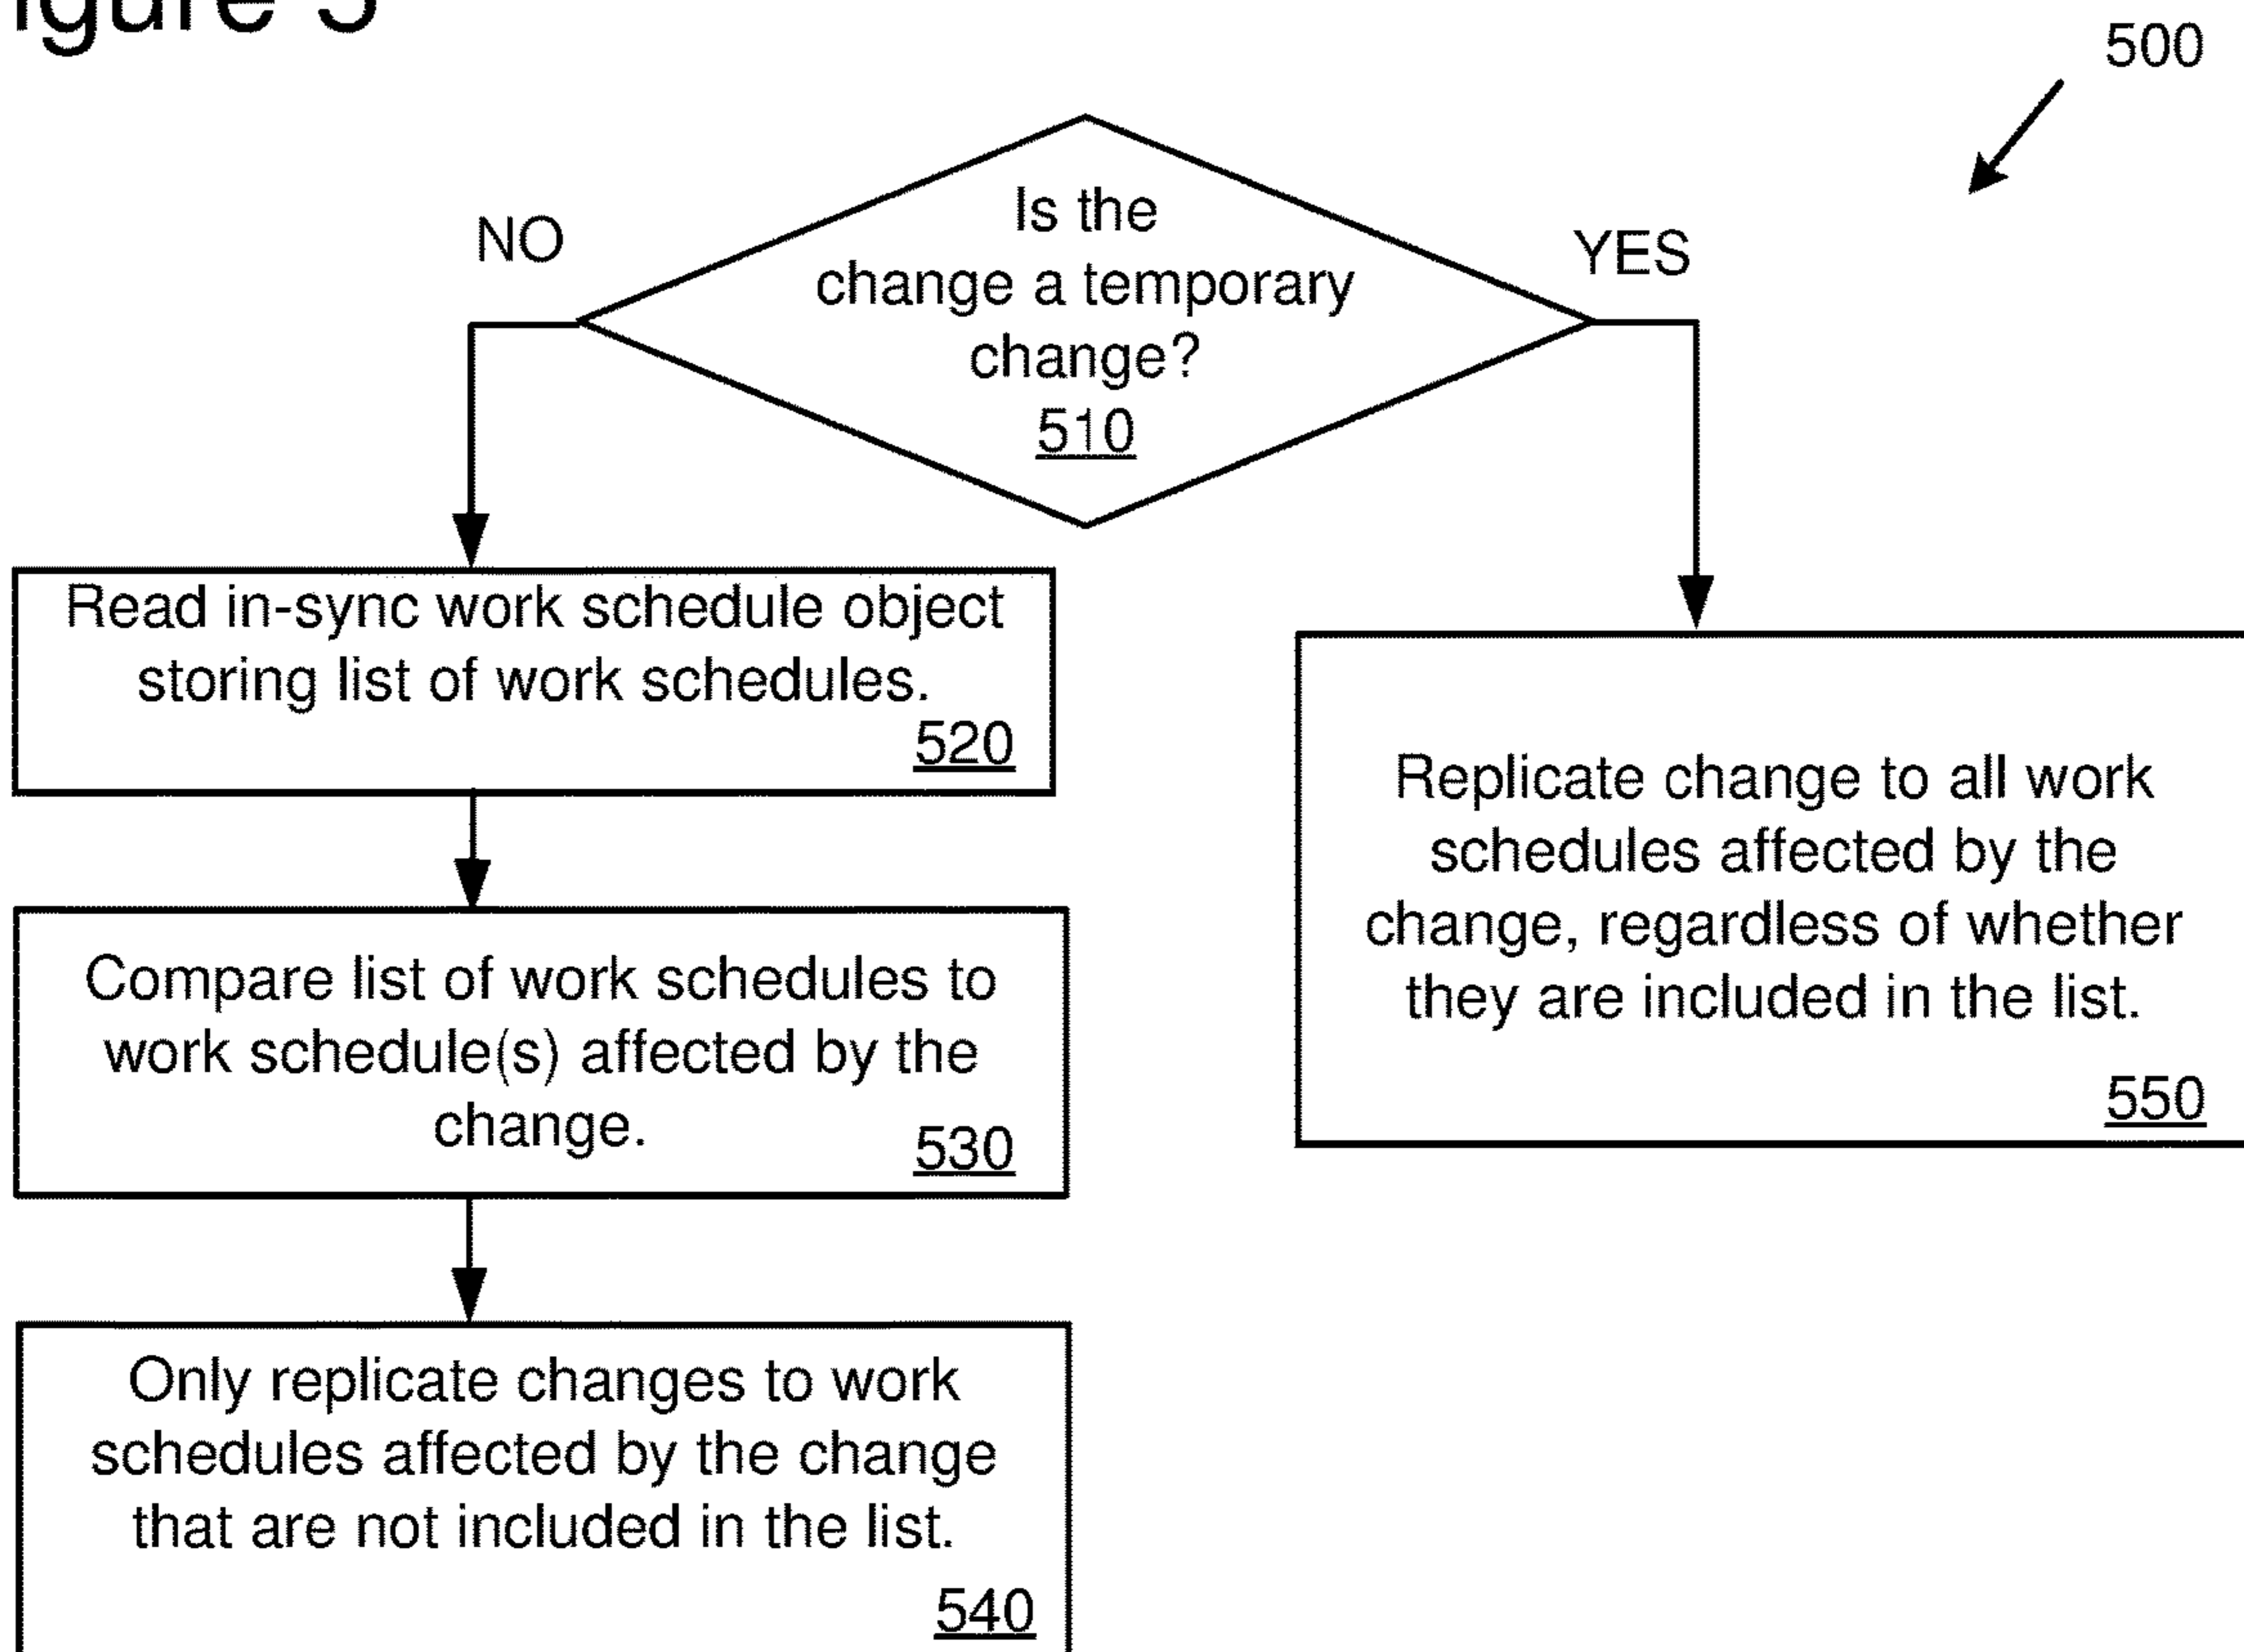 igure 5
500
Is the
change a temporary
change?
510
NO
YES
Read in-sync work schedule object
storing list of work schedules.
520
Compare list of work schedules to
work schedule(s) affected by the
change.
530
Only replicate changes to work
schedules affected by the change
that are not included in the list.
540
Replicate change to all work
schedules affected by the
change, regardless of whether
they are included in the list.
550